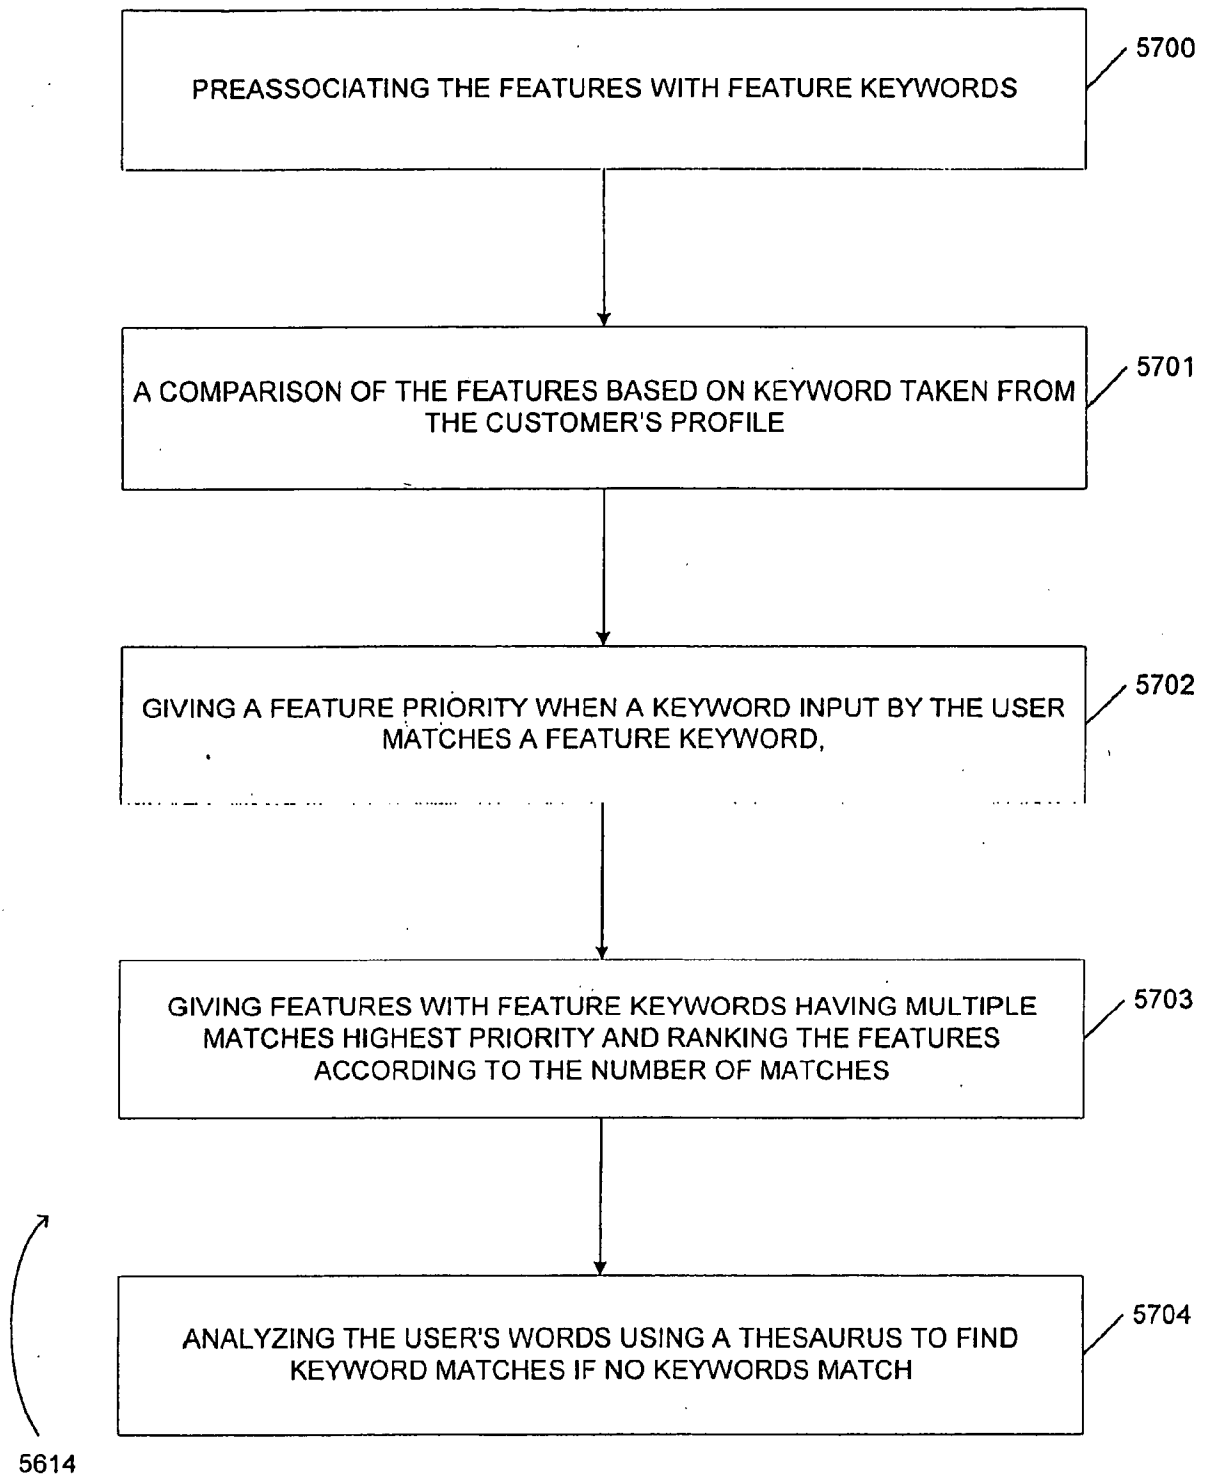 5700
PREASSOCIATING THE FEATURES WITH FEATURE KEYWORDS
5701
A COMPARISON OF THE FEATURES BASED ON KEYWORD TAKEN FROM
THE CUSTOMER'S PROFILE
5702
GIVING A FEATURE PRIORITY WHEN A KEYWORD INPUT BY THE USER
MATCHES A FEATURE KEYWORD,
5703
GIVING FEATURES WITH FEATURE KEYWORDS HAVING MULTIPLE
MATCHES HIGHEST PRIORITY AND RANKING THE FEATURES
ACCORDING TO THE NUMBER OF MATCHES
5704
ANALYZING THE USER'S WORDS USING A THESAURUS TO FIND
KEYWORD MATCHES IF NO KEYWORDS MATCH
5614